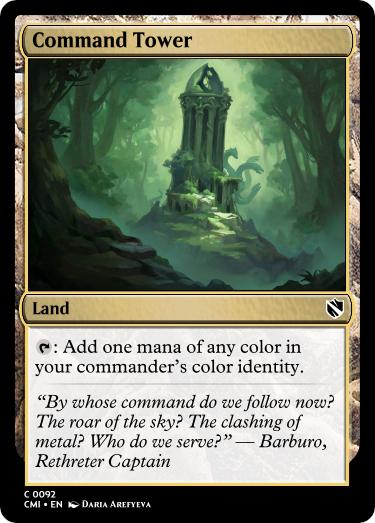 Command Tower
Land
: Add one mana of any color in
your commander's color identity.
“By whose command do we follow now?
The roar of the sky? The clashing of
metal? Who do we serve?” — Barburo,
Rethreter Captain
C 0092
CMI • EN Daria Arefyeva